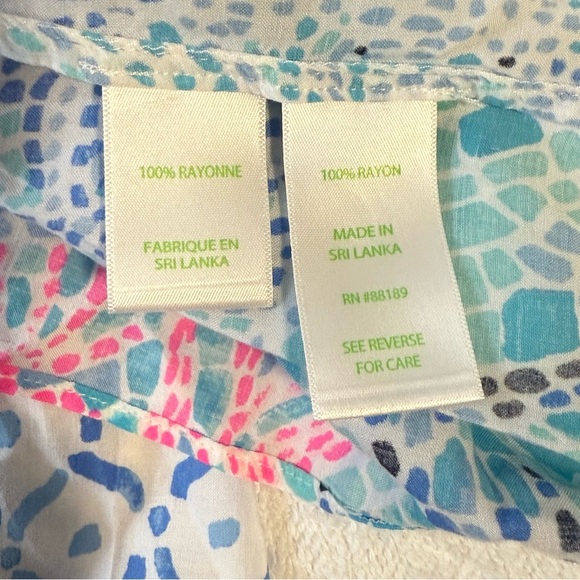 100% RAYONNE
FABRIQUE EN
SRI LANKA
100% RAYON
MADE IN
SRI LANKA
RN #88189
SEE REVERSE
FOR CARE